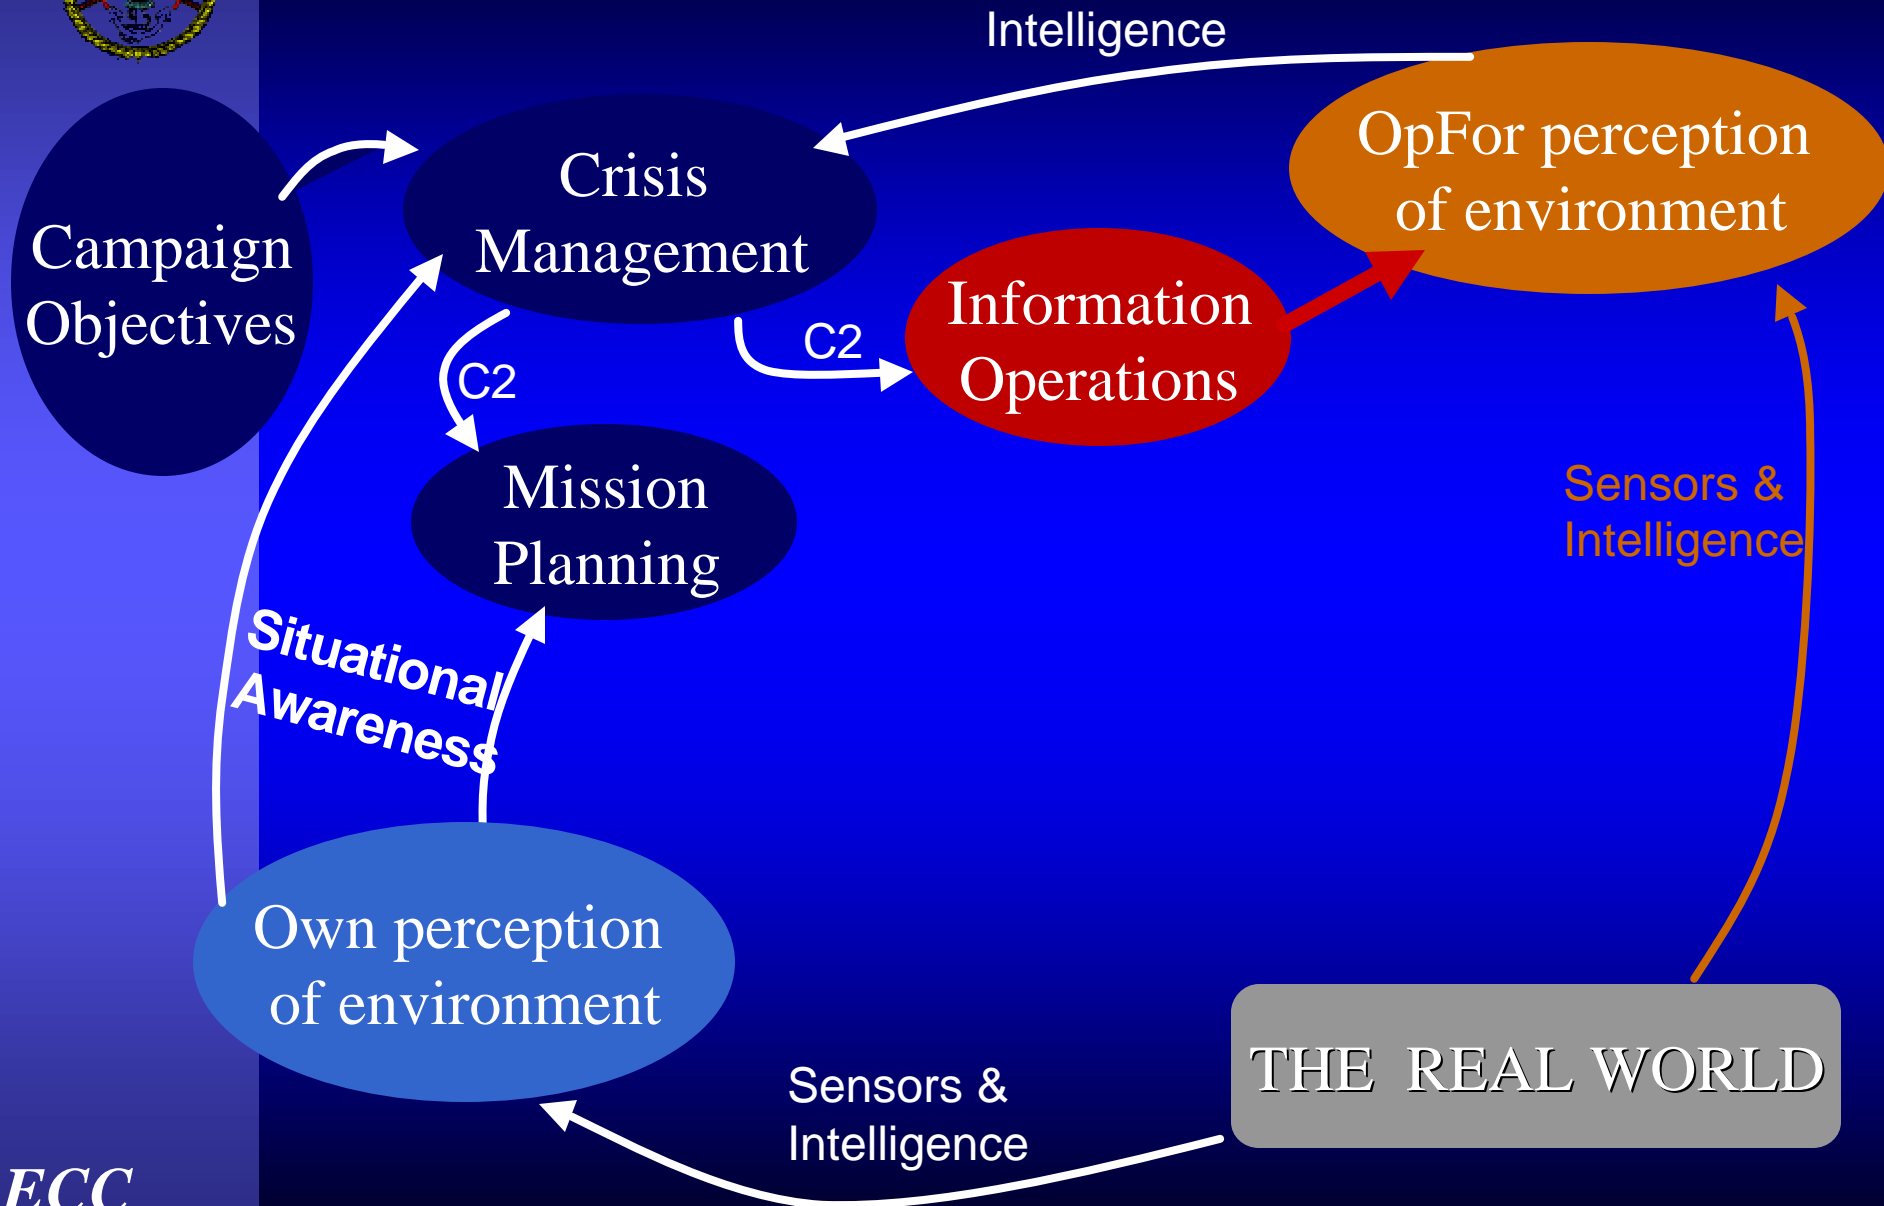 Intelligence
OpFor perception
of environment
Crisis
Management
Campaign
Objectives
Information
Operations
C2
C2
Mission
Planning
Sensors &
Intelligence
Situational
Awareness
Own perception
of environment
THE REAL WORLD
Sensors &
Intelligence
ECC